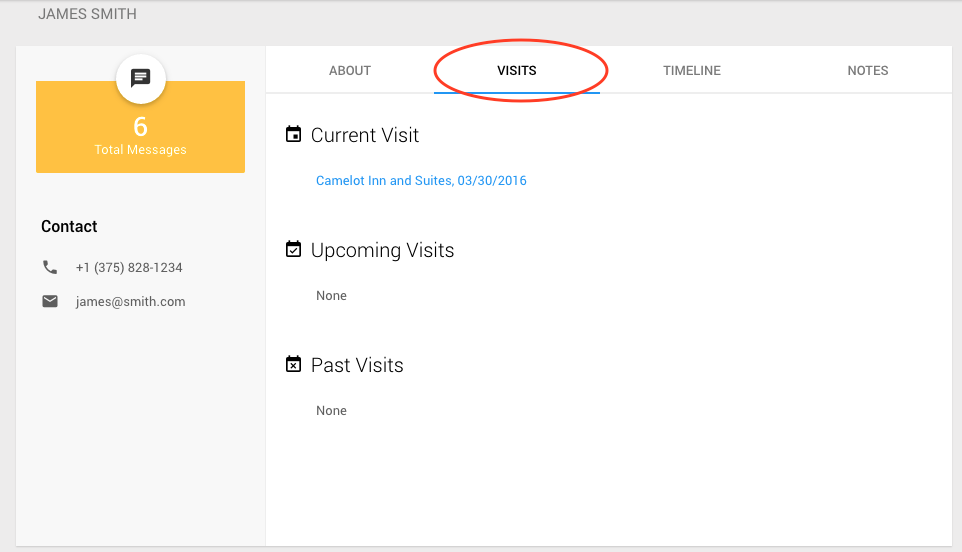 JAMES SMITH
6
Total Messages
Contact
+1 (375) 828-1234
james@smith.com
ABOUT VISITS TIMELINE NOTES
Current Visit
Camelot Inn and Suites, 03/30/2016
Upcoming Visits
None
Past Visits
None